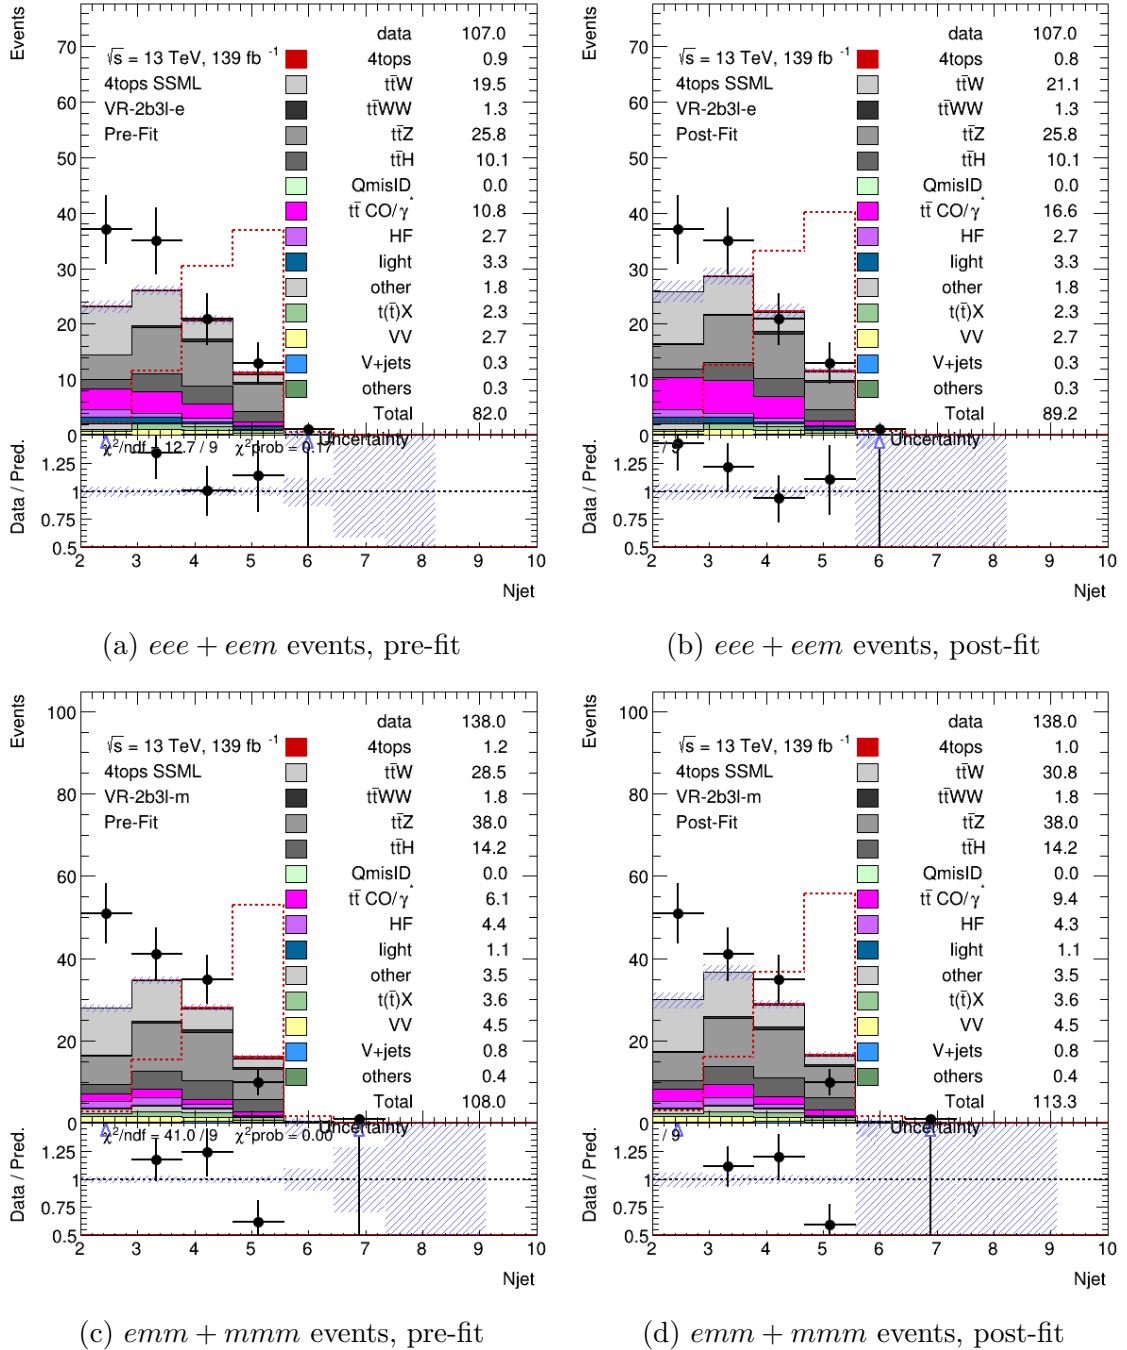 Events
70
60
50
40
30
20
10
0
√s = 13 TeV, 139 fb⁻¹
4tops SSML
VR-2b3l-e
Pre-Fit
data 107.0
4tops 0.9
tt̄W 19.5
tt̄WW 1.3
tt̄Z 25.8
tt̄H 10.1
QmisID 0.0
tt̄ CO/γ* 10.8
HF 2.7
light 3.3
other 1.8
t(t̄)X 2.3
VV 2.7
V+jets 0.3
others 0.3
Total 82.0
Uncertainty
χ²/ndf = 12.7 / 9 χ²prob = 0.17
Data / Pred.
1.25
1
0.75
0.5
2 3 4 5 6 7 8 9 10
Njet
Events
70
60
50
40
30
20
10
0
√s = 13 TeV, 139 fb⁻¹
4tops SSML
VR-2b3l-e
Post-Fit
data 107.0
4tops 0.8
tt̄W 21.1
tt̄WW 1.3
tt̄Z 25.8
tt̄H 10.1
QmisID 0.0
tt̄ CO/γ* 16.6
HF 2.7
light 3.3
other 1.8
t(t̄)X 2.3
VV 2.7
V+jets 0.3
others 0.3
Total 89.2
Uncertainty
/ 9
Data / Pred.
1.25
1
0.75
0.5
2 3 4 5 6 7 8 9 10
Njet
(a) eee + eem events, pre-fit
(b) eee + eem events, post-fit
Events
100
80
60
40
20
0
√s = 13 TeV, 139 fb⁻¹
4tops SSML
VR-2b3l-m
Pre-Fit
data 138.0
4tops 1.2
tt̄W 28.5
tt̄WW 1.8
tt̄Z 38.0
tt̄H 14.2
QmisID 0.0
tt̄ CO/γ* 6.1
HF 4.4
light 1.1
other 3.5
t(t̄)X 3.6
VV 4.5
V+jets 0.8
others 0.4
Total 108.0
Uncertainty
χ²/ndf = 41.0 / 9 χ²prob = 0.00
Data / Pred.
1.25
1
0.75
0.5
2 3 4 5 6 7 8 9 10
Njet
Events
100
80
60
40
20
0
√s = 13 TeV, 139 fb⁻¹
4tops SSML
VR-2b3l-m
Post-Fit
data 138.0
4tops 1.0
tt̄W 30.8
tt̄WW 1.8
tt̄Z 38.0
tt̄H 14.2
QmisID 0.0
tt̄ CO/γ* 9.4
HF 4.3
light 1.1
other 3.5
t(t̄)X 3.6
VV 4.5
V+jets 0.8
others 0.4
Total 113.3
Uncertainty
/ 9
Data / Pred.
1.25
1
0.75
0.5
2 3 4 5 6 7 8 9 10
Njet
(c) emm + mmm events, pre-fit
(d) emm + mmm events, post-fit